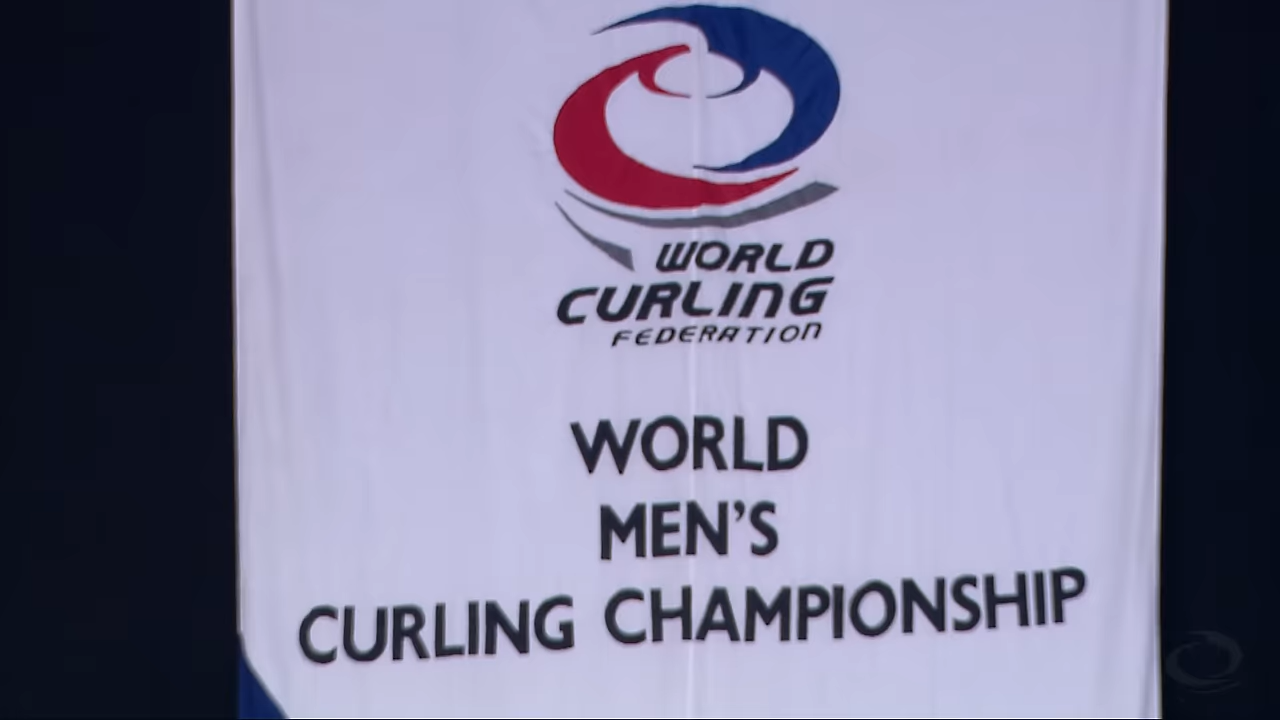 WORLD
CURLING
FEDERATION
WORLD
MEN'S
CURLING CHAMPIONSHIP